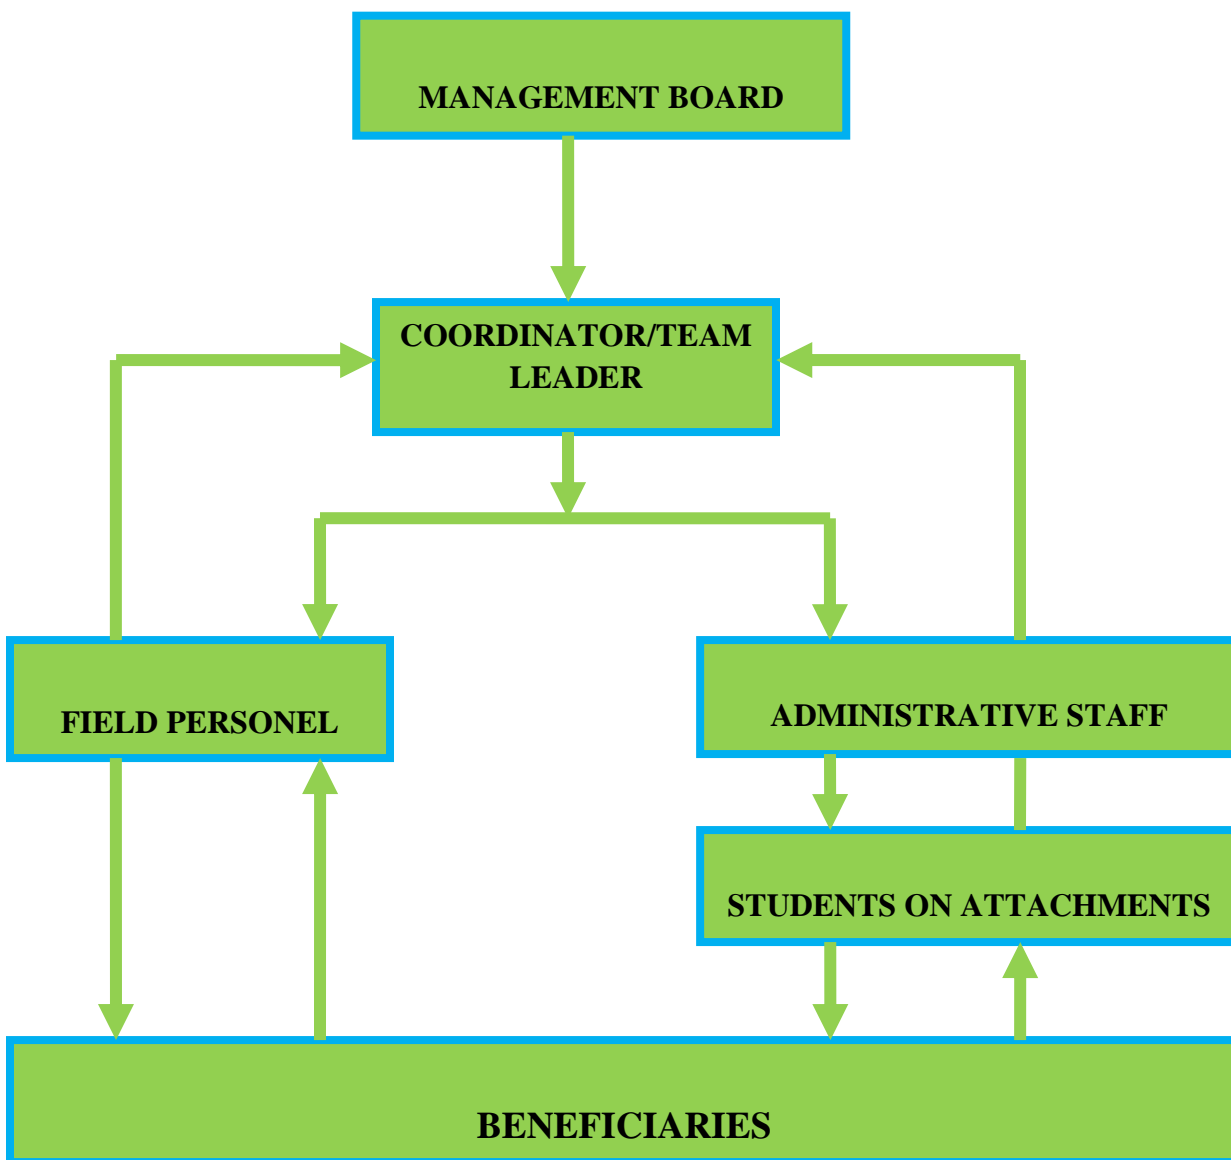 MANAGEMENT BOARD
COORDINATOR/TEAM
LEADER
FIELD PERSONEL
ADMINISTRATIVE STAFF
STUDENTS ON ATTACHMENTS
BENEFICIARIES